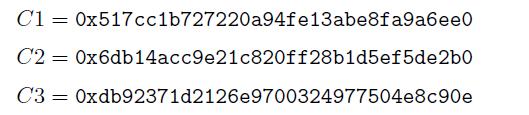 C1 = 0x517cc1b727220a94fe13abe8fa9a6ee0
C2 = 0x6db14acc9e21c820ff28b1d5ef5de2b0
C3 = 0xdb92371d2126e9700324977504e8c90e